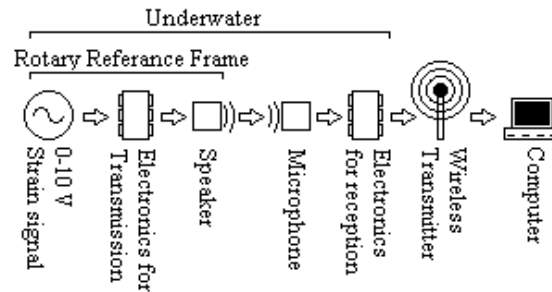 Underwater
Rotary Referance Frame
0-10 V
Strain signal
Electronics for
Transmission
Speaker
Microphone
Electronics
for reception
Wireless
Transmitter
Computer